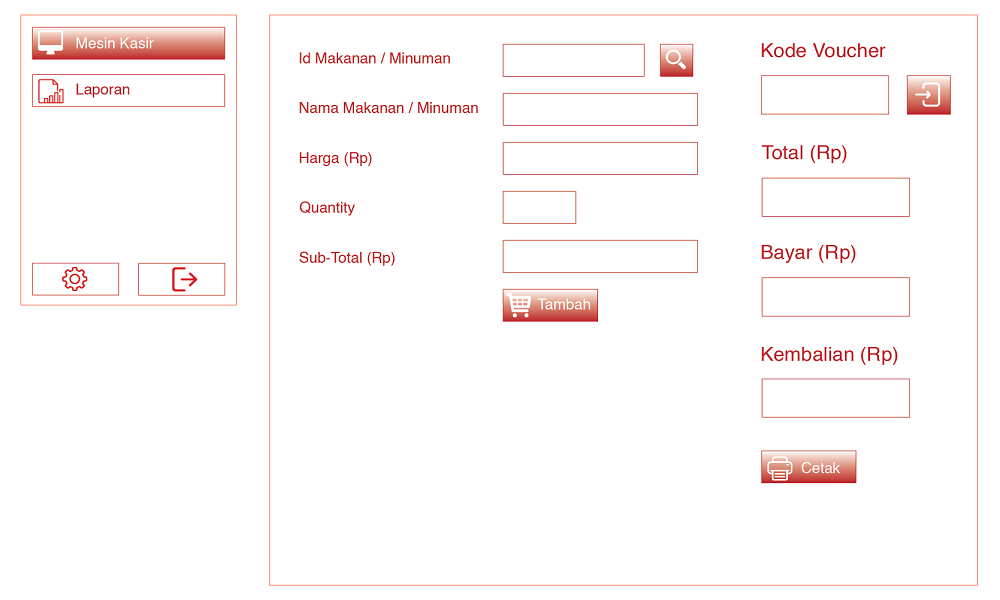 Mesin Kasir
Laporan
Id Makanan / Minuman
Nama Makanan / Minuman
Harga (Rp)
Quantity
Sub-Total (Rp)
Tambah
Kode Voucher
Total (Rp)
Bayar (Rp)
Kembalian (Rp)
Cetak